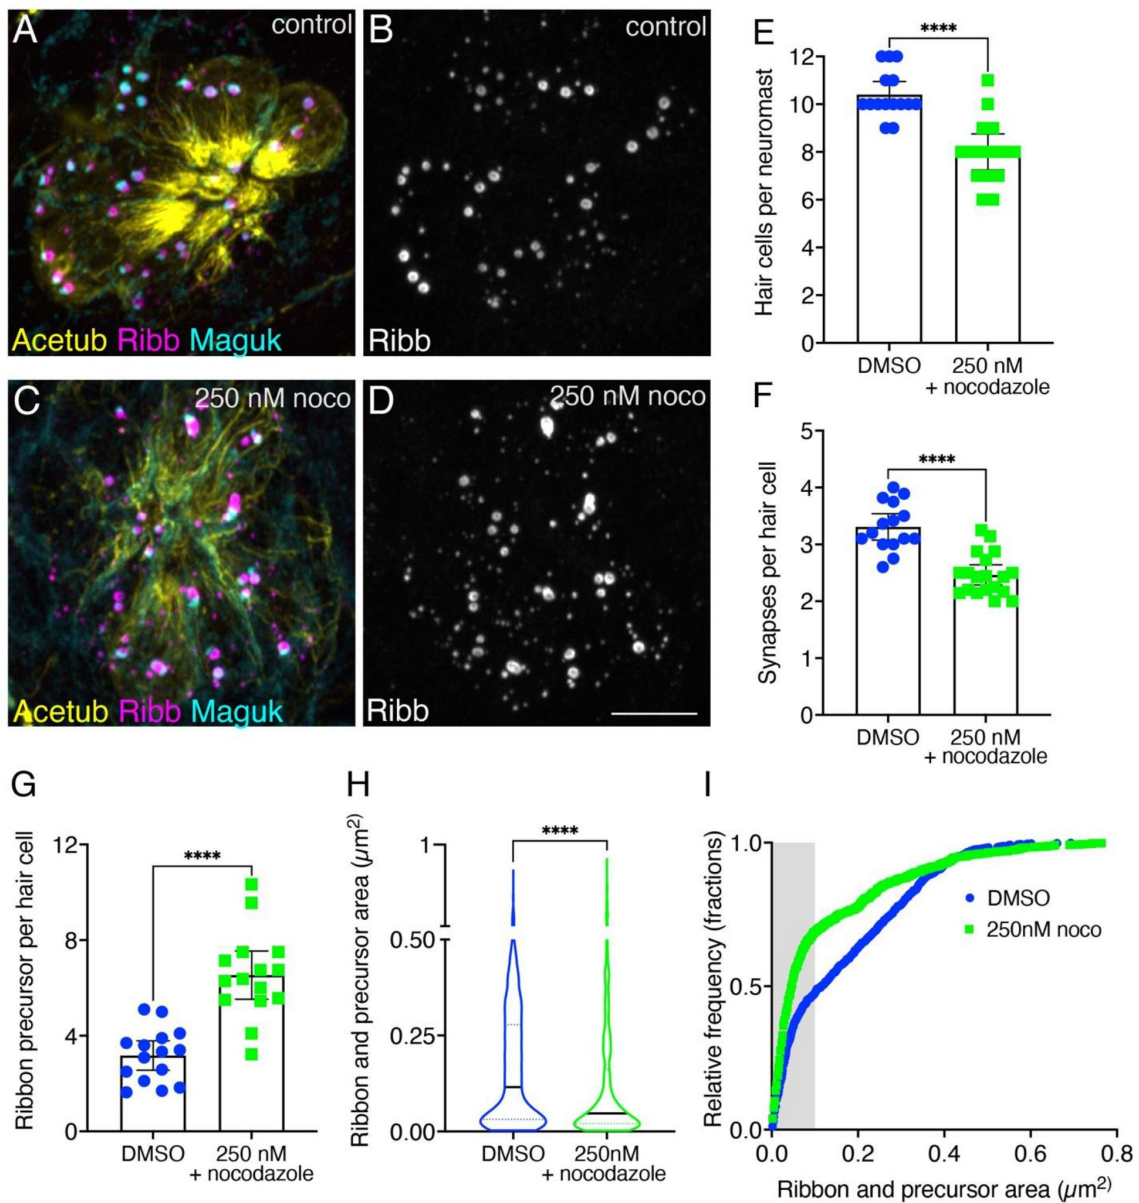 A
control
Acetub Ribb Maguk
B
control
Ribb
C
250 nM noco
Acetub Ribb Maguk
D
250 nM noco
Ribb
E
****
Hair cells per neuromast
12
10
8
6
4
2
0
DMSO
250 nM
+ nocodazole
F
****
Synapses per hair cell
5
4
3
2
1
0
DMSO
250 nM
+ nocodazole
G
****
Ribbon precursor per hair cell
12
8
4
0
DMSO
250 nM
+ nocodazole
H
****
Ribbon and precursor area (μm²)
1
0.50
0.25
0.00
DMSO
250nM
+ nocodazole
I
Relative frequency (fractions)
1.0
0.5
0.0
DMSO
250nM noco
0.0 0.2 0.4 0.6 0.8
Ribbon and precursor area (μm²)